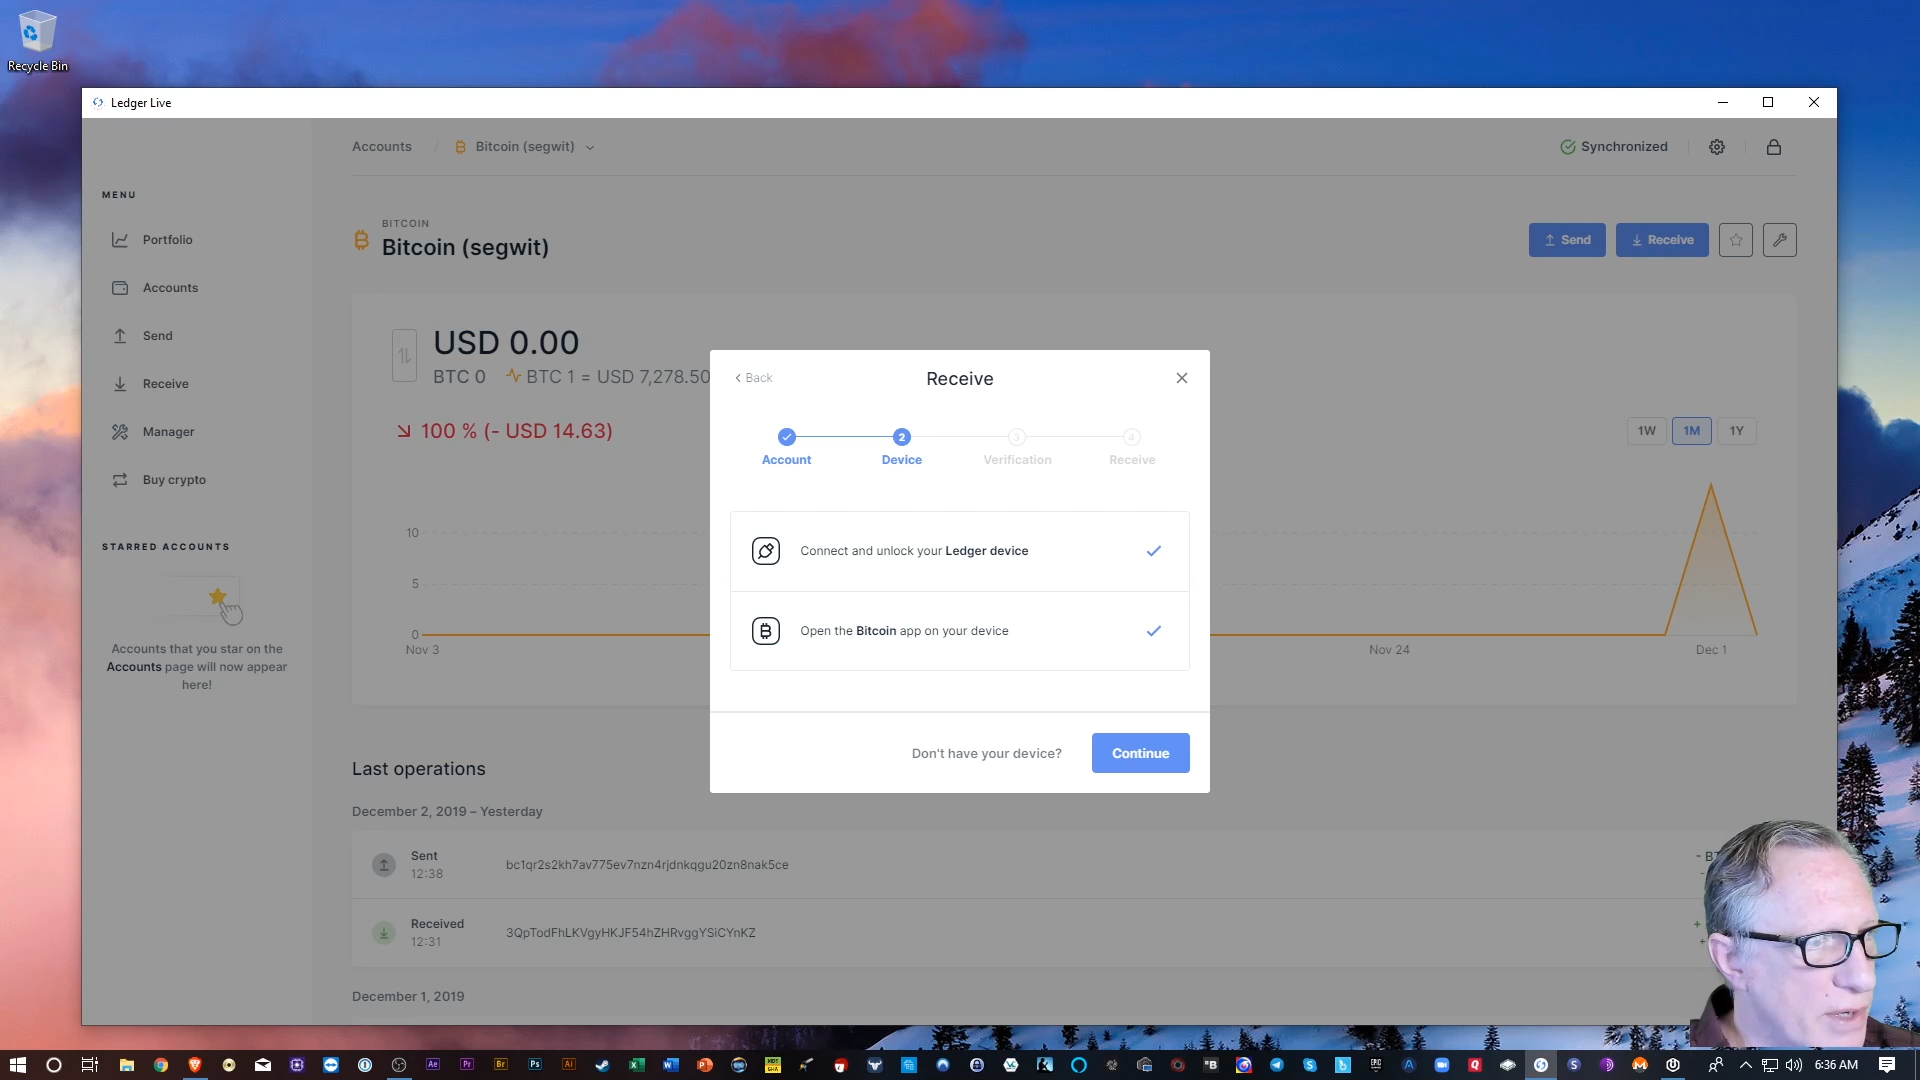 Recycle Bin
Ledger Live
Accounts / Bitcoin (segwit)
Synchronized
MENU
Portfolio
Accounts
Send
Receive
Manager
Buy crypto
STARRED ACCOUNTS
Accounts that you star on the
Accounts page will now appear
here!
BITCOIN
Bitcoin (segwit)
Send
Receive
USD 0.00
BTC 0
BTC 1 = USD 7,278.50
100 % (- USD 14.63)
1W
1M
1Y
10
5
0
Nov 3
Nov 24
Dec 1
Back
Receive
2
3
4
Account
Device
Verification
Receive
Connect and unlock your Ledger device
Open the Bitcoin app on your device
Don't have your device?
Continue
Last operations
December 2, 2019 – Yesterday
Sent
12:38
bc1qr2s2kh7av775ev7nzn4rjdnkqgu20zn8nak5ce
Received
12:31
3QpTodFhLKVgyHKJF54hZHRvggYSiCYnKZ
December 1, 2019
6:36 AM